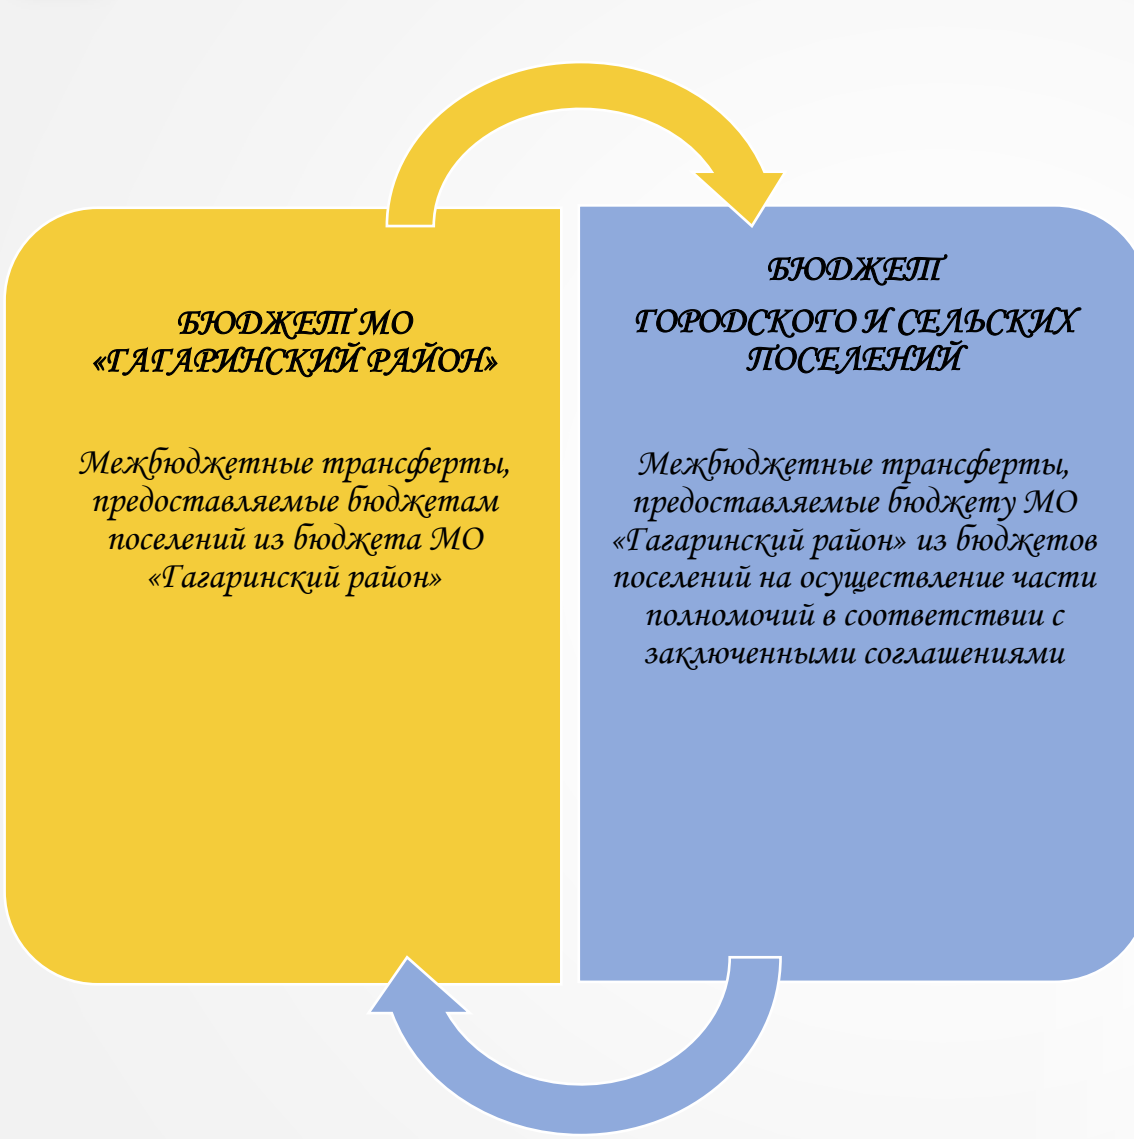 БЮДЖЕТ МО
«ГАГАРИНСКИЙ РАЙОН»
Межбюджетные трансферты,
предоставляемые бюджетам
поселений из бюджета МО
«Гагаринский район»
БЮДЖЕТ
ГОРОДСКОГО И СЕЛЬСКИХ
ПОСЕЛЕНИЙ
Межбюджетные трансферты,
предоставляемые бюджету МО
«Гагаринский район» из бюджетов
поселений на осуществление части
полномочий в соответствии с
заключенными соглашениями